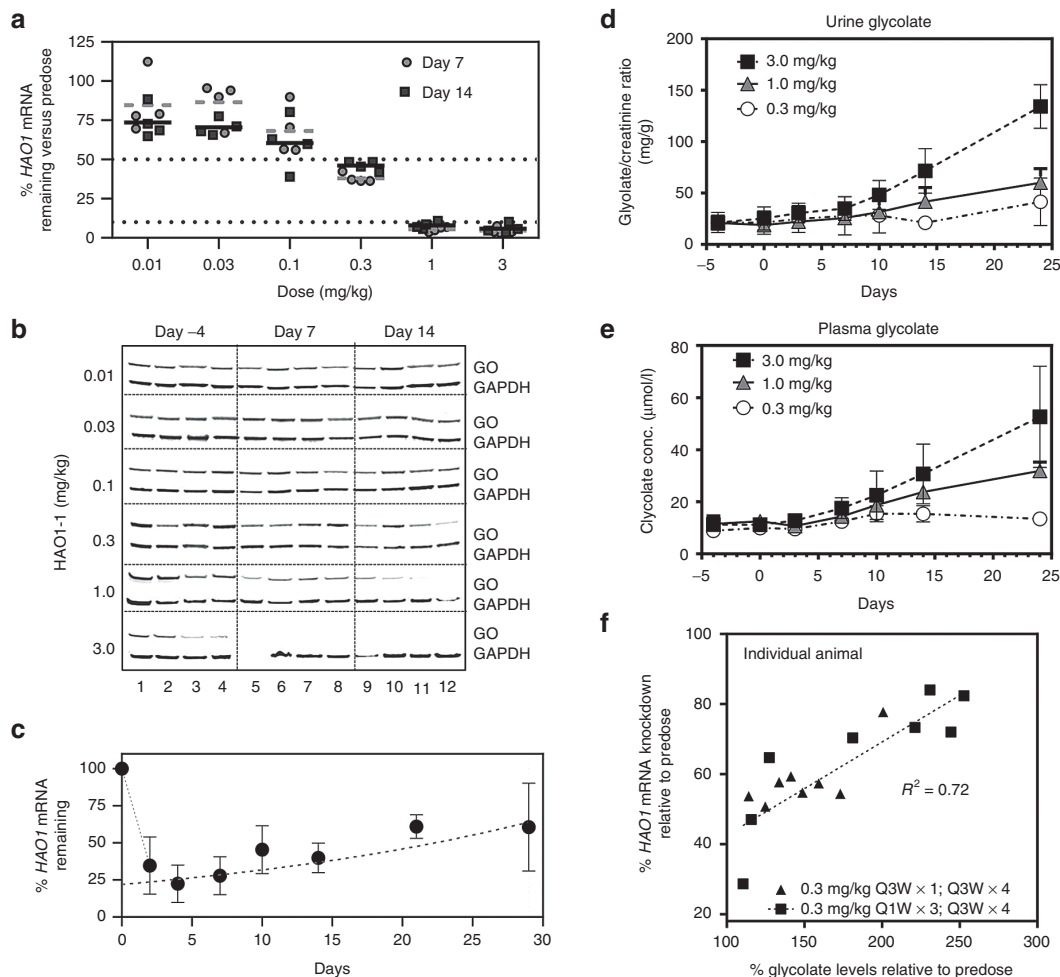 a
125
100
75
50
25
0
% HAO1 mRNA
remaining versus predose
Day 7
Day 14
0.01 0.03 0.1 0.3 1 3
Dose (mg/kg)
b
Day –4 Day 7 Day 14
HAO1-1 (mg/kg)
0.01 GO
GAPDH
0.03 GO
GAPDH
0.1 GO
GAPDH
0.3 GO
GAPDH
1.0 GO
GAPDH
3.0 GO
GAPDH
1 2 3 4 5 6 7 8 9 10 11 12
c
100
75
50
25
0
% HAO1 mRNA
remaining
0 5 10 15 20 25 30
Days
d
Urine glycolate
200
150
100
50
0
Glyolate/creatinine ratio
(mg/g)
3.0 mg/kg
1.0 mg/kg
0.3 mg/kg
–5 0 5 10 15 20 25
Days
e
Plasma glycolate
80
60
40
20
0
Clycolate conc. (μmol/l)
3.0 mg/kg
1.0 mg/kg
0.3 mg/kg
–5 0 5 10 15 20 25
Days
f
100
80
60
40
20
% HAO1 mRNA knockdown
relative to predose
Individual animal
R² = 0.72
0.3 mg/kg Q3W × 1; Q3W × 4
0.3 mg/kg Q1W × 3; Q3W × 4
100 150 200 250 300
% glycolate levels relative to predose